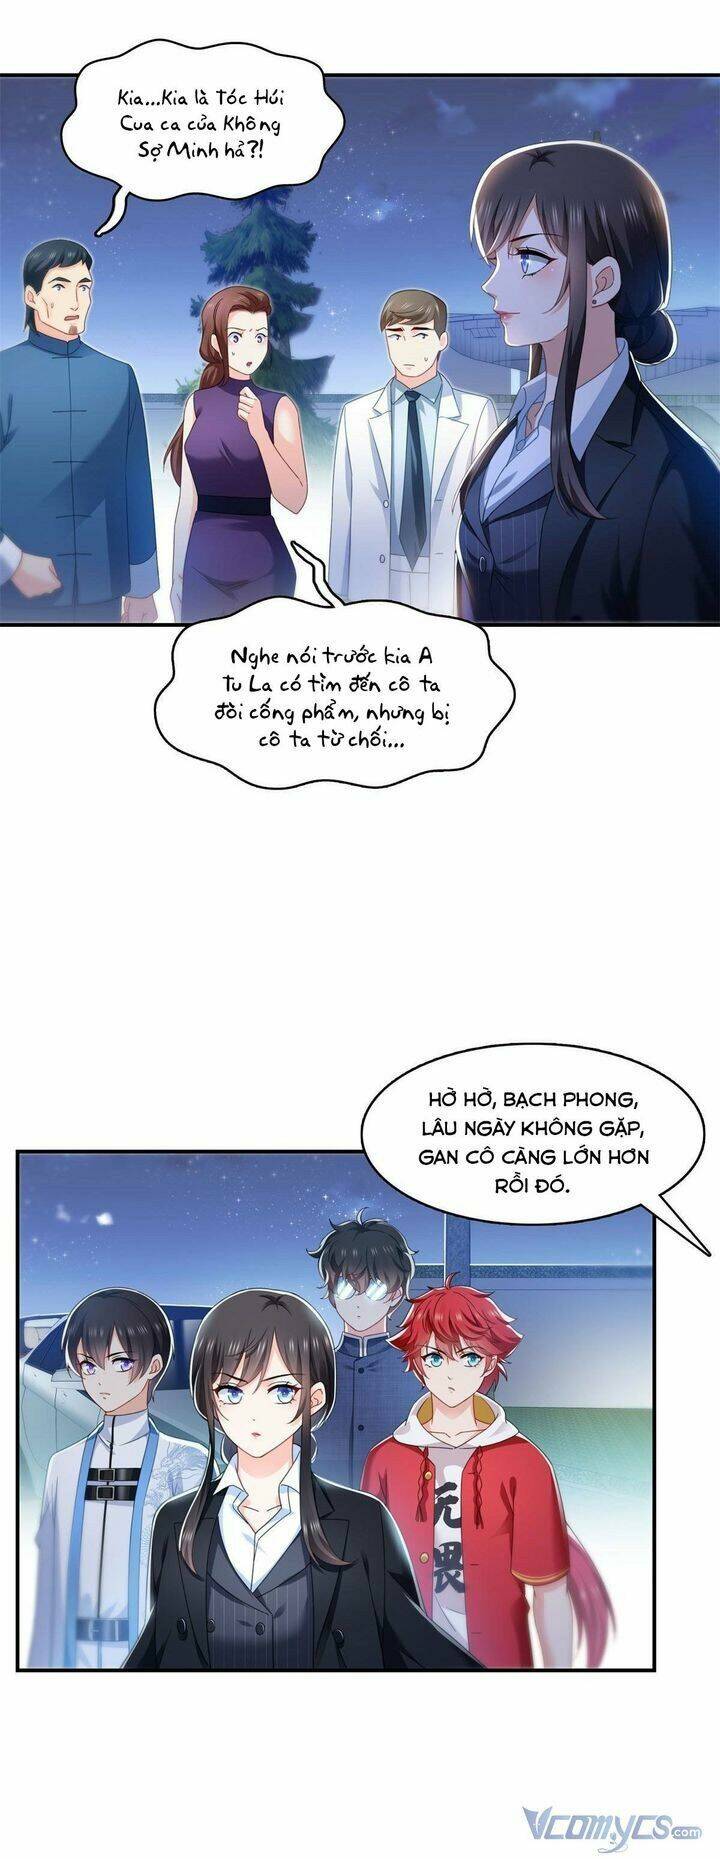 Kia...Kia là Tóc Húi
Cua ca của Không
Sợ Minh hả?!
Nghe nói trước kia A
Tu La có tìm đến cô ta
đòi cống phẩm, nhưng bị
cô ta từ chối...
HỜ HỜ, BẠCH PHONG,
LÂU NGÀY KHÔNG GẶP,
GAN CÔ CÀNG LỚN HƠN
RỒI ĐÓ.
无
畏
VCOMYCS.com